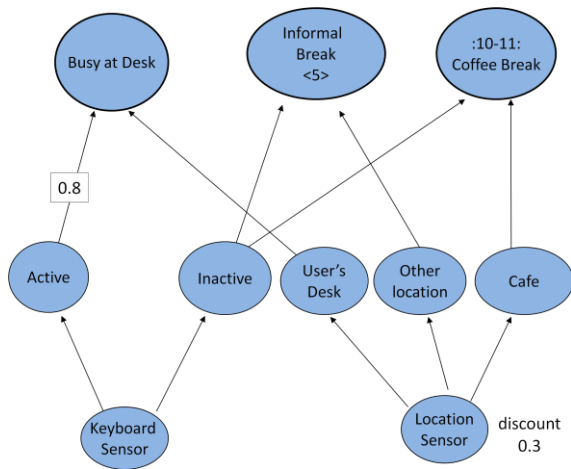 Busy at Desk
Informal
Break
<5>
:10-11:
Coffee Break
0.8
Active
Inactive
User's
Desk
Other
location
Cafe
Keyboard
Sensor
Location
Sensor
discount
0.3